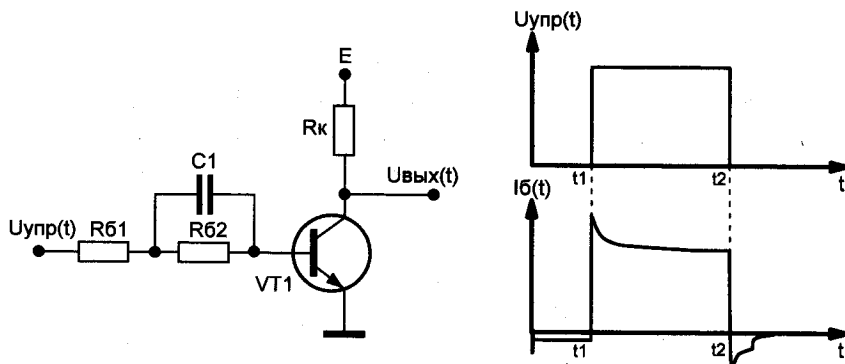 E
Rк
C1
Uвых(t)
Uупр(t)
Rб1
Rб2
VT1
Uупр(t)
t1
t2
t
Iб(t)
t1
t2
t